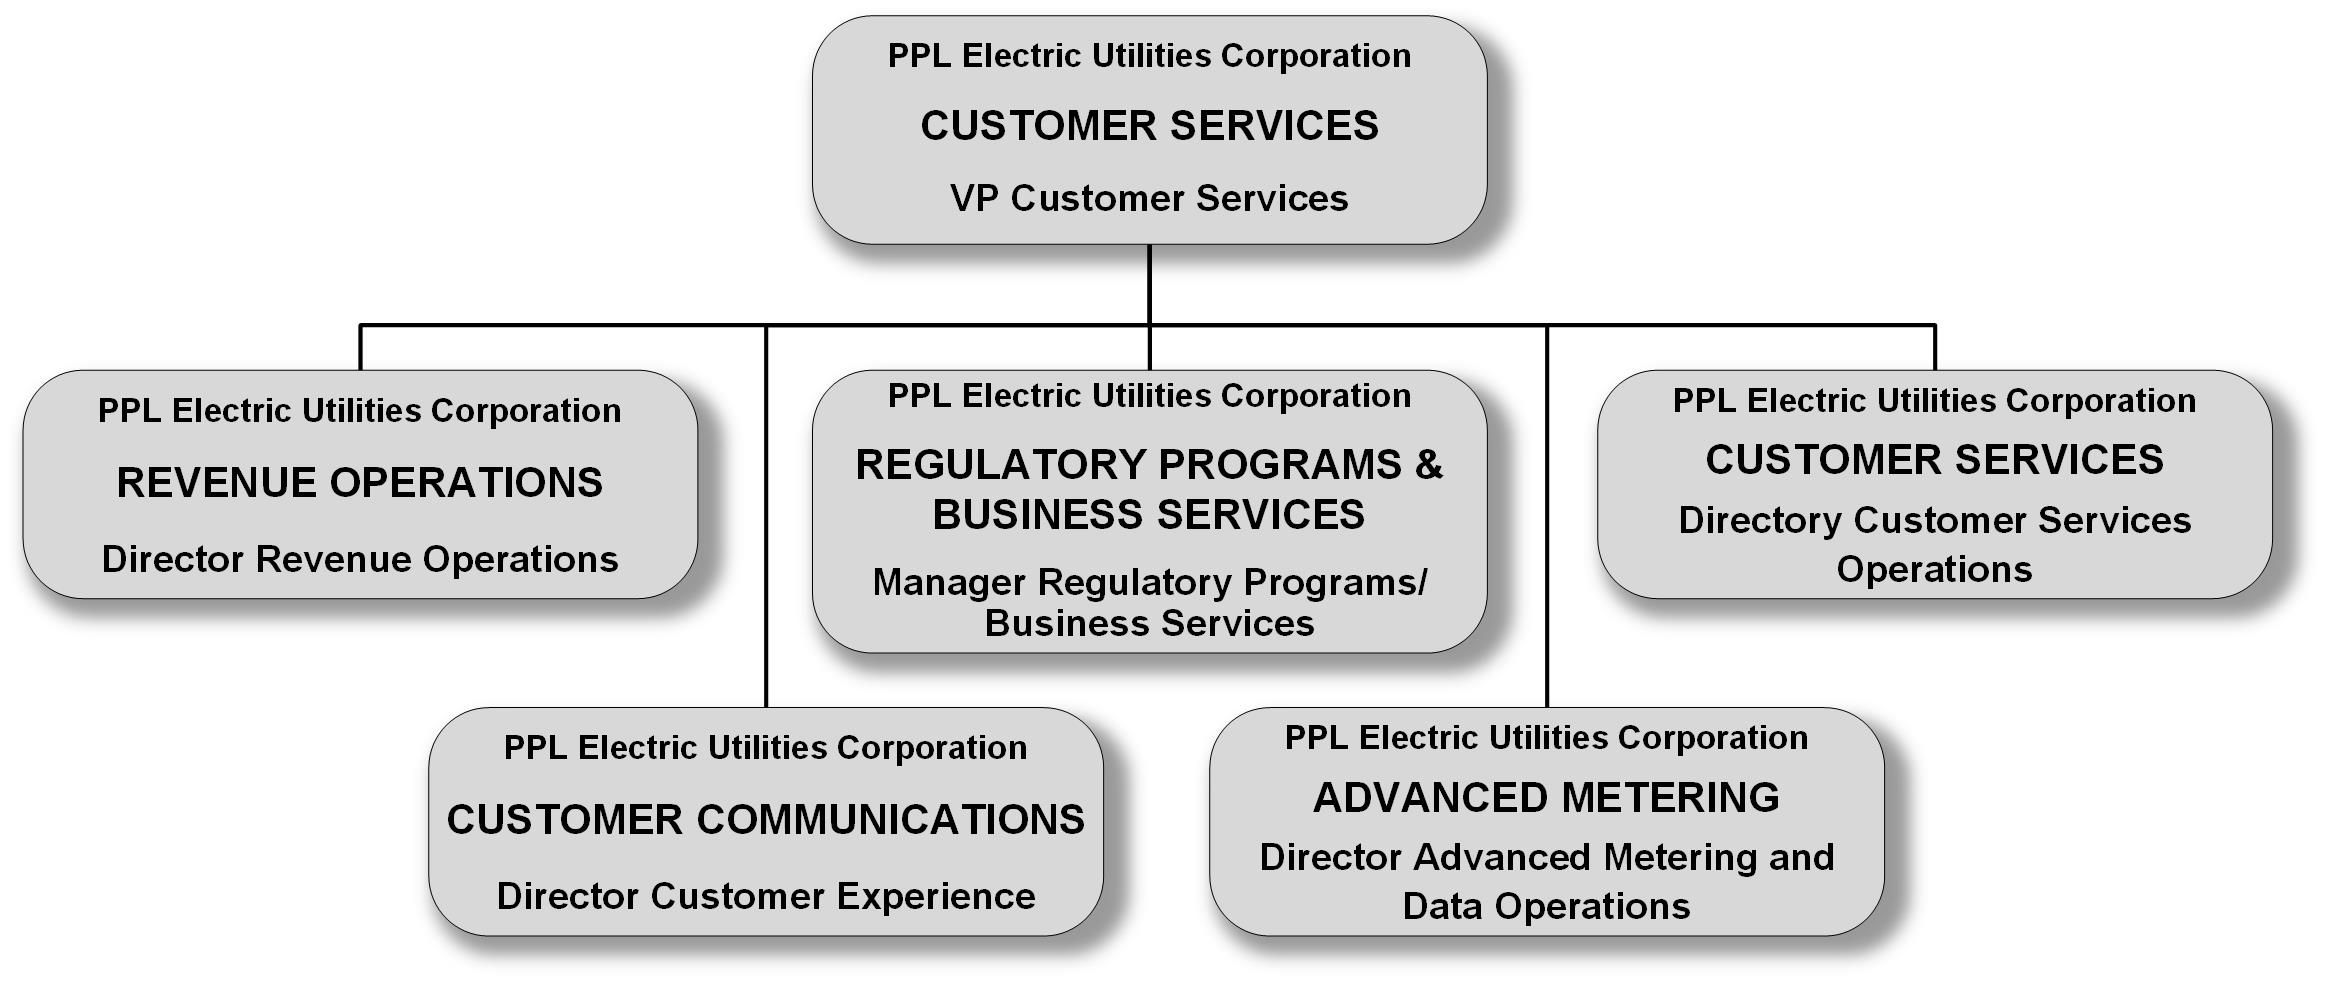 PPL Electric Utilities Corporation
CUSTOMER SERVICES
VP Customer Services
PPL Electric Utilities Corporation
REVENUE OPERATIONS
Director Revenue Operations
PPL Electric Utilities Corporation
REGULATORY PROGRAMS &
BUSINESS SERVICES
Manager Regulatory Programs/
Business Services
PPL Electric Utilities Corporation
CUSTOMER SERVICES
Directory Customer Services
Operations
PPL Electric Utilities Corporation
CUSTOMER COMMUNICATIONS
Director Customer Experience
PPL Electric Utilities Corporation
ADVANCED METERING
Director Advanced Metering and
Data Operations